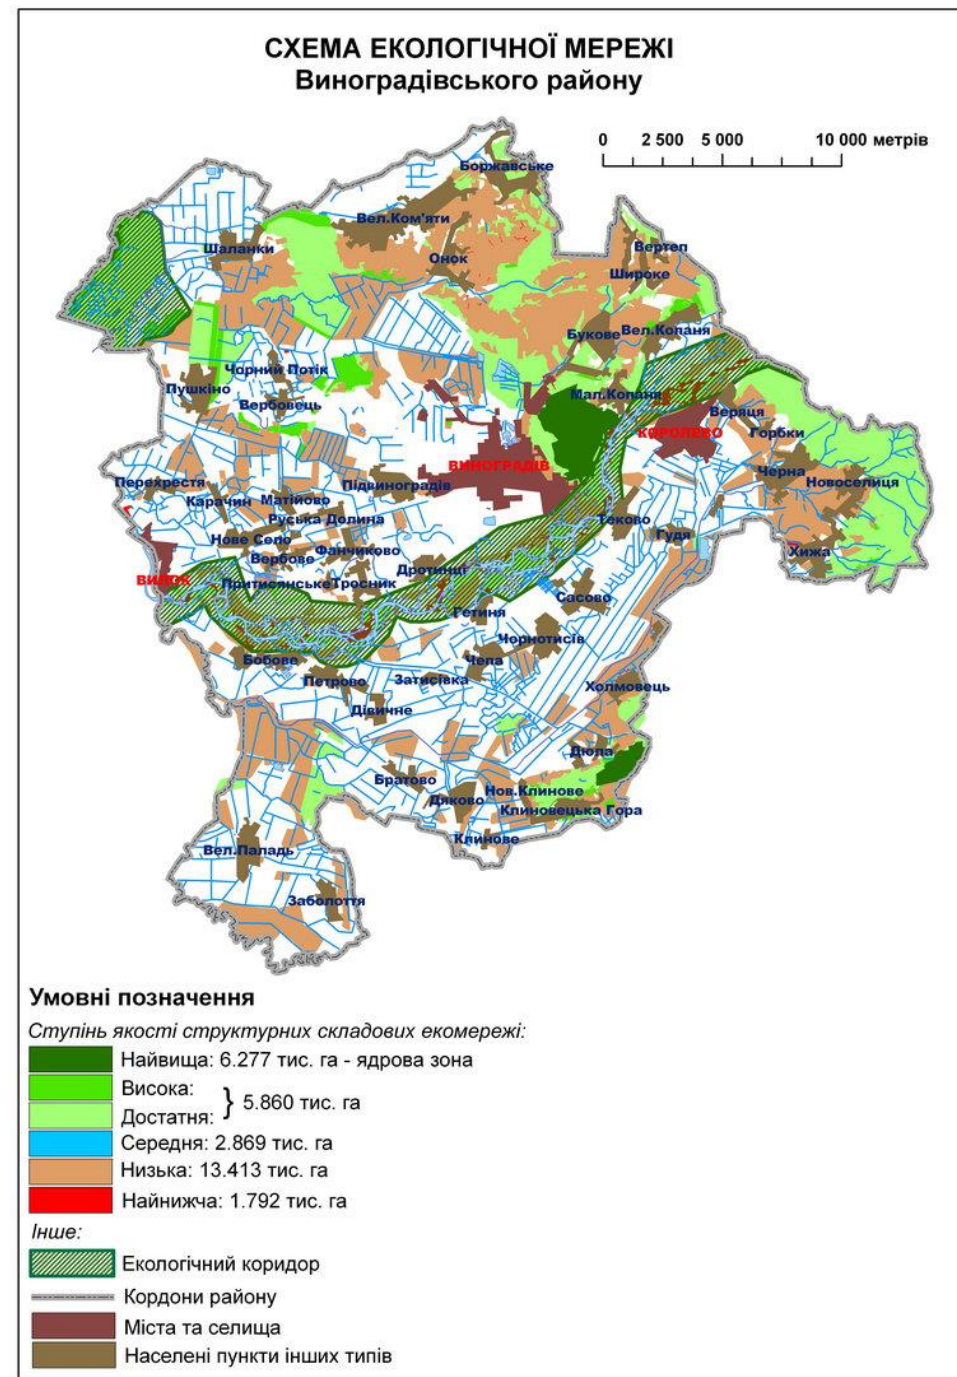 СХЕМА ЕКОЛОГІЧНОЇ МЕРЕЖІ
Виноградівського району
0 2 500 5 000 10 000 метрів
Боржавське
Вел.Ком'яти
Шаланки
Онок
Вертеп
Широке
Букове
Вел.Копаня
Чорний Потік
Пушкіно
Вербовець
Мал.Копаня
Веряця
КОРОЛЕВО
Горбки
ВИНОГРАДІВ
Черна
Новоселиця
Перехрестя
Підвиноградів
Карачин
Матійово
Руська Долина
Теково
Гудя
Нове Село
Фанчиково
Вербове
Хижа
Дротинці
ВИЛОК
Притисянське
Тросник
Сасово
Гетиня
Чорнотисів
Бобове
Чепа
Петрово
Затисівка
Холмовець
Дівичне
Дюла
Братово
Нов.Клинове
Дяково
Клиновецька Гора
Клинове
Вел.Паладь
Заболоття
Умовні позначення
Ступінь якості структурних складових екомережі:
Найвища: 6.277 тис. га - ядрова зона
Висока:
} 5.860 тис. га
Достатня:
Середня: 2.869 тис. га
Низька: 13.413 тис. га
Найнижча: 1.792 тис. га
Інше:
Екологічний коридор
Кордони району
Міста та селища
Населені пункти інших типів